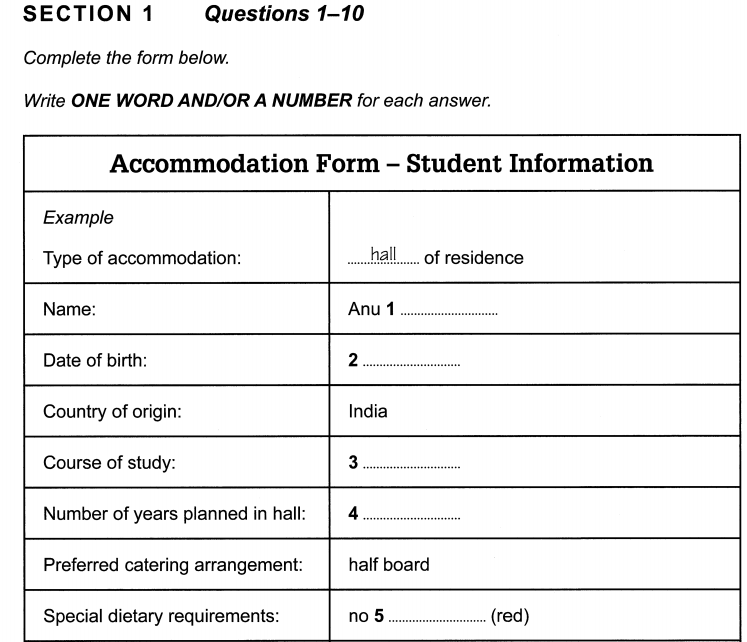 SECTION 1 Questions 1–10
Complete the form below.
Write ONE WORD AND/OR A NUMBER for each answer.
Accommodation Form – Student Information
Example
Type of accommodation: ........hall...... of residence
Name: Anu 1 .............................
Date of birth: 2 .............................
Country of origin: India
Course of study: 3 .............................
Number of years planned in hall: 4 .............................
Preferred catering arrangement: half board
Special dietary requirements: no 5 ............................. (red)